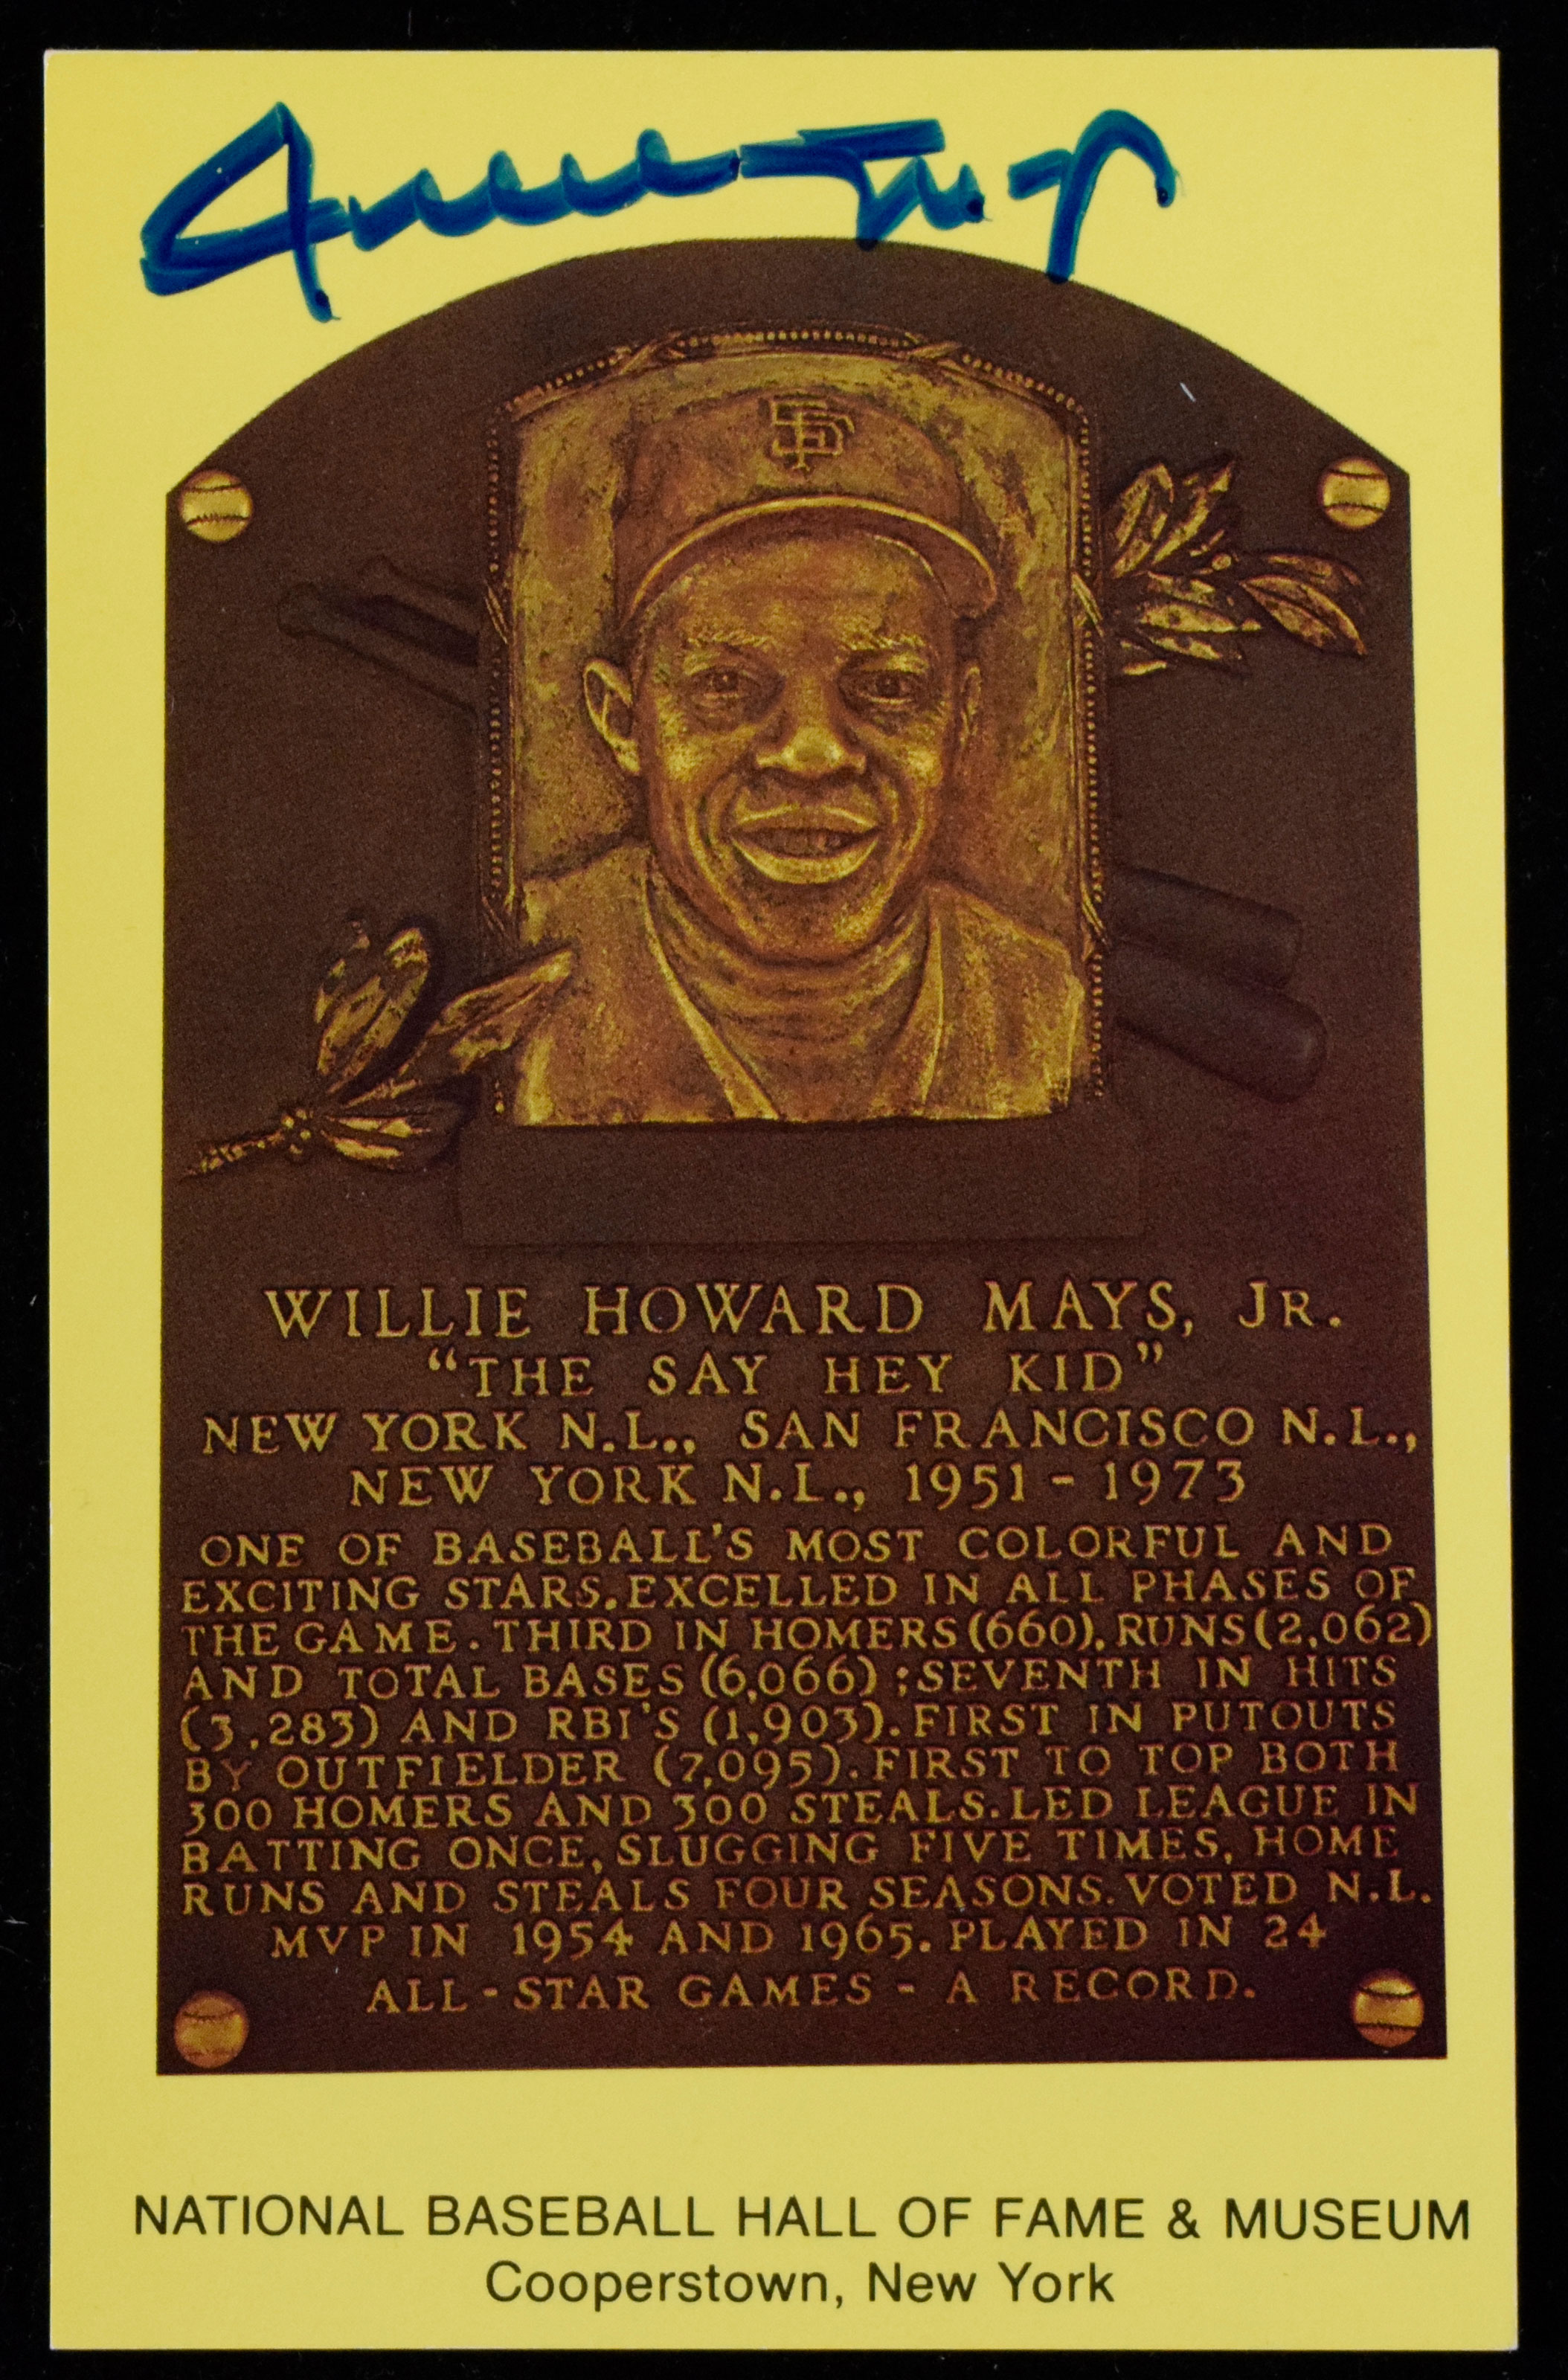 Willie Mays
SF
WILLIE HOWARD MAYS, JR.
"THE SAY HEY KID"
NEW YORK N.L., SAN FRANCISCO N.L.,
NEW YORK N.L., 1951-1973
ONE OF BASEBALL'S MOST COLORFUL AND
EXCITING STARS. EXCELLED IN ALL PHASES OF
THE GAME. THIRD IN HOMERS (660), RUNS (2,062)
AND TOTAL BASES (6,066); SEVENTH IN HITS
(3,283) AND RBI'S (1,903). FIRST IN PUTOUTS
BY OUTFIELDER (7,095). FIRST TO TOP BOTH
300 HOMERS AND 300 STEALS. LED LEAGUE IN
BATTING ONCE, SLUGGING FIVE TIMES, HOME
RUNS AND STEALS FOUR SEASONS. VOTED N.L.
MVP IN 1954 AND 1965. PLAYED IN 24
ALL-STAR GAMES - A RECORD.
NATIONAL BASEBALL HALL OF FAME & MUSEUM
Cooperstown, New York